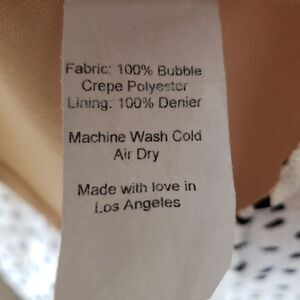 Fabric: 100% Bubble
Crepe Polyester
Lining: 100% Denier
Machine Wash Cold
Air Dry
Made with love in
Los Angeles